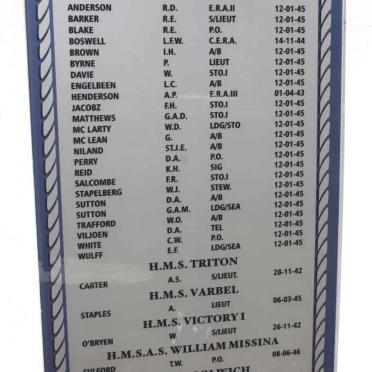 ANDERSON R.D. E.R.A.II 12-01-45
BARKER R.E. S/LIEUT 12-01-45
BLAKE R.E. P.O. 12-01-45
BOSWELL L.F.W. C.E.R.A. 14-11-44
BROWN I.H. A/B 12-01-45
BYRNE P. LIEUT 12-01-45
DAVIE W. STO.I 12-01-45
ENGELBEEN L.C. A/B 12-01-45
HENDERSON A.P. E.R.A.III 01-04-43
JACOBZ F.H. STO.I 12-01-45
MATTHEWS G.A.D. STO.I 12-01-45
MC LARTY W.D. LDG/STO 12-01-45
MC LEAN G. A/B 12-01-45
NILAND ST.J.E. A/B 12-01-45
PERRY D.A. P.O. 12-01-45
REID K.H. SIG 12-01-45
SALCOMBE F.R. STO.I 12-01-45
STAPELBERG W.J. STEW. 12-01-45
SUTTON D.A. A/B 12-01-45
SUTTON G.A.M. LDG/SEA 12-01-45
TRAFFORD W.O. A/B 12-01-45
VILJOEN D.A. TEL 12-01-45
WHITE C.W. P.O. 12-01-45
WULFF E.F. LDG/SEA 12-01-45
H.M.S. TRITON
CARTER A.S. S/LIEUT. 28-11-42
H.M.S. VARBEL
STAPLES A. LIEUT 06-03-45
H.M.S. VICTORY I
O'BRYEN W. S/LIEUT 26-11-42
H.M.S.A.S. WILLIAM MISSINA
FULFORD T.W. P.O. 08-06-46